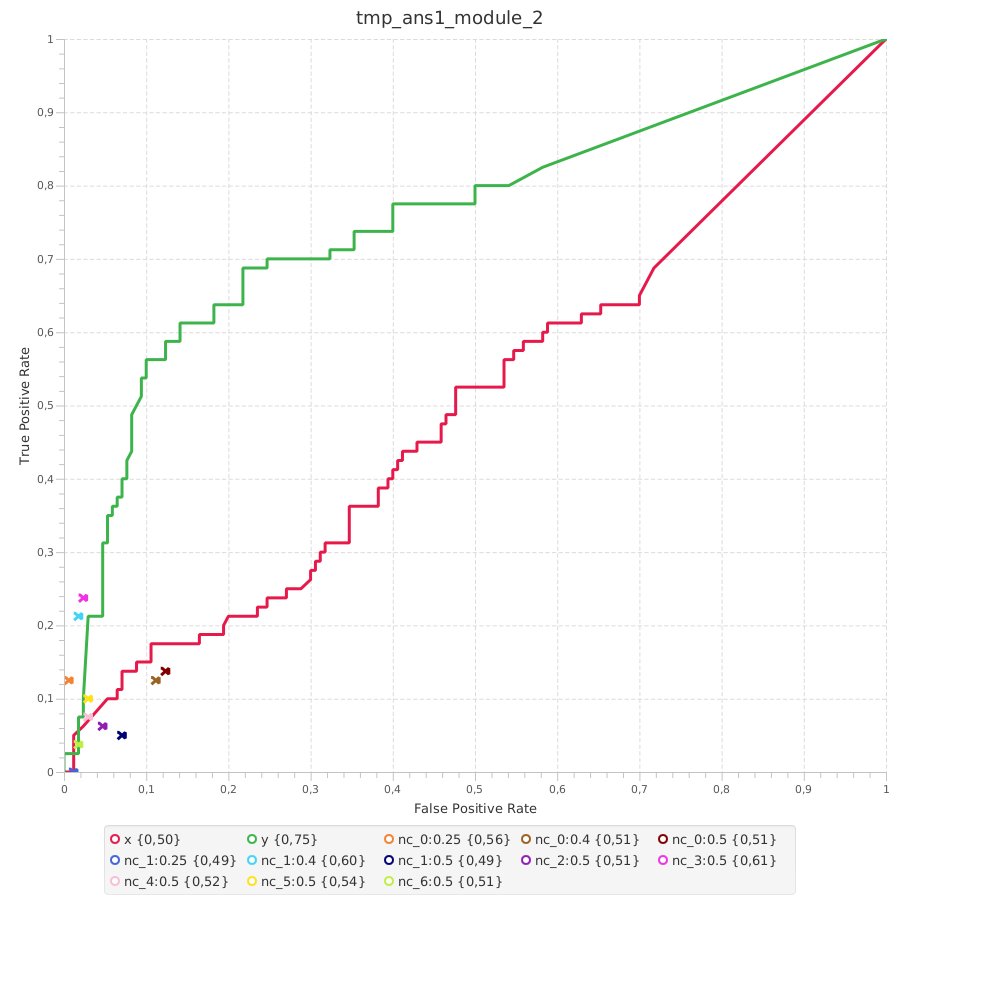 tmp_ans1_module_2
1
0,9
0,8
0,7
0,6
0,5
0,4
0,3
0,2
0,1
0
True Positive Rate
0 0,1 0,2 0,3 0,4 0,5 0,6 0,7 0,8 0,9 1
False Positive Rate
x {0,50} y {0,75} nc_0:0.25 {0,56} nc_0:0.4 {0,51} nc_0:0.5 {0,51}
nc_1:0.25 {0,49} nc_1:0.4 {0,60} nc_1:0.5 {0,49} nc_2:0.5 {0,51} nc_3:0.5 {0,61}
nc_4:0.5 {0,52} nc_5:0.5 {0,54} nc_6:0.5 {0,51}